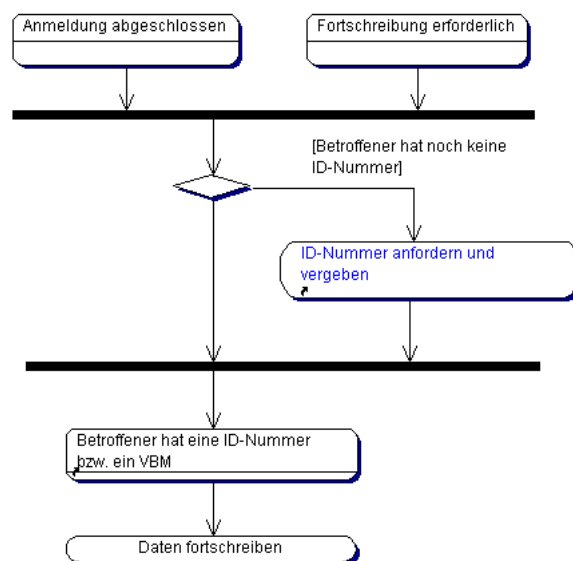 Anmeldung abgeschlossen
Fortschreibung erforderlich
[Betroffener hat noch keine
ID-Nummer]
ID-Nummer anfordern und
vergeben
Betroffener hat eine ID-Nummer
bzw. ein VBM
Daten fortschreiben